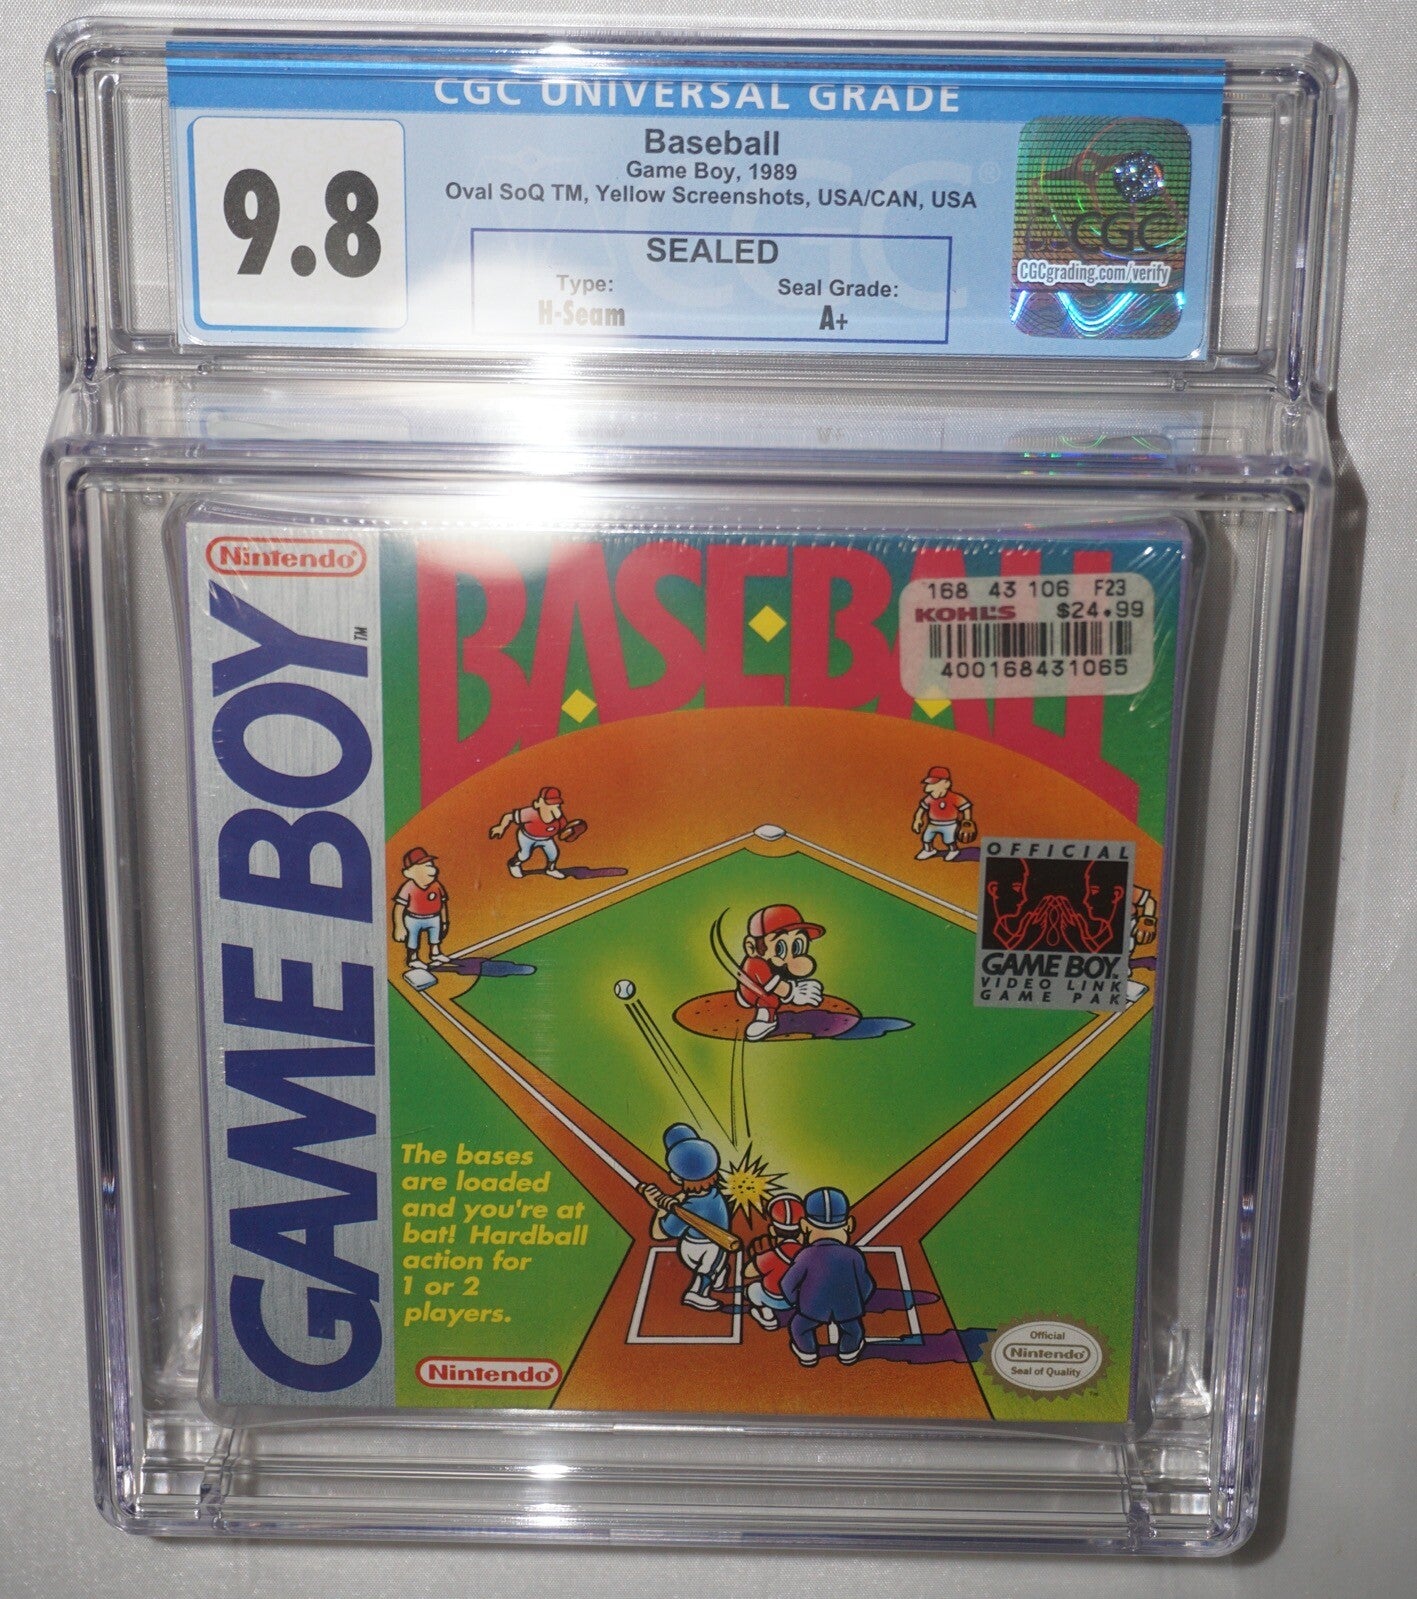 CGC UNIVERSAL GRADE
9.8
Baseball
Game Boy, 1989
Oval SoQ TM, Yellow Screenshots, USA/CAN, USA
SEALED
Type:
H-Seam
Seal Grade:
A+
CGC
CGCgrading.com/verify
Nintendo®
GAME BOY™
BASEBALL
168 43 106 F23
KOHL'S $24.99
400168431065
OFFICIAL
GAME BOY™
VIDEO LINK
GAME PAK
The bases
are loaded
and you're at
bat! Hardball
action for
1 or 2
players.
Nintendo®
Official
Nintendo®
Seal of Quality